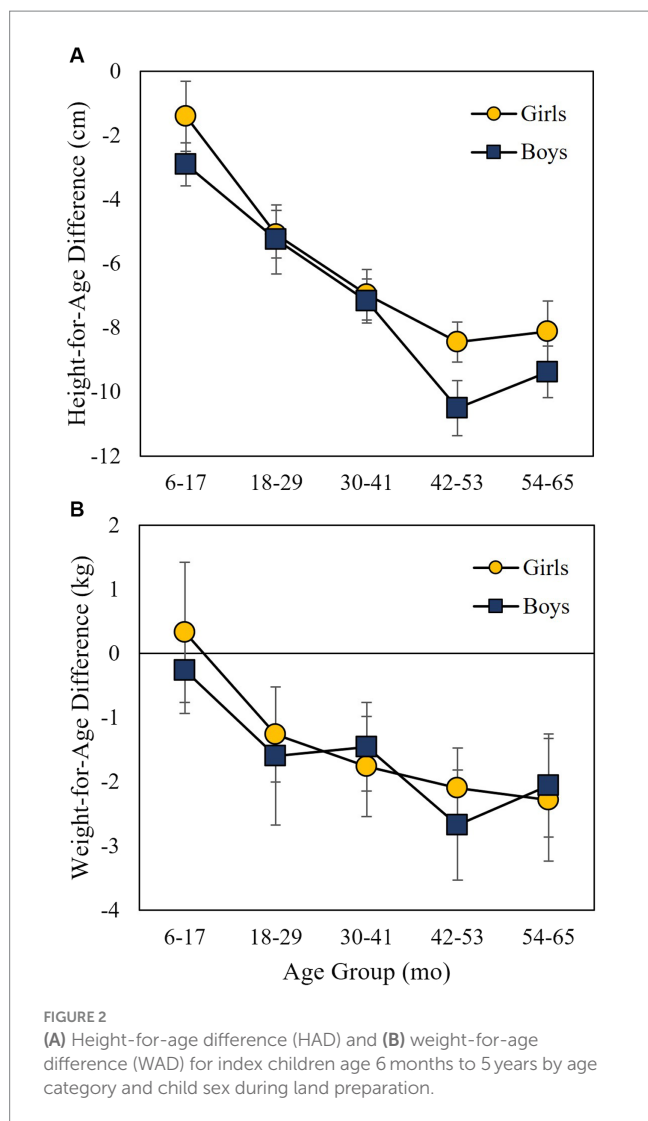 A
Height-for-Age Difference (cm)
0
-2
-4
-6
-8
-10
-12
Girls
Boys
6-17 18-29 30-41 42-53 54-65
B
Weight-for-Age Difference (kg)
2
1
0
-1
-2
-3
-4
Girls
Boys
6-17 18-29 30-41 42-53 54-65
Age Group (mo)
FIGURE 2
(A) Height-for-age difference (HAD) and (B) weight-for-age
difference (WAD) for index children age 6 months to 5 years by age
category and child sex during land preparation.